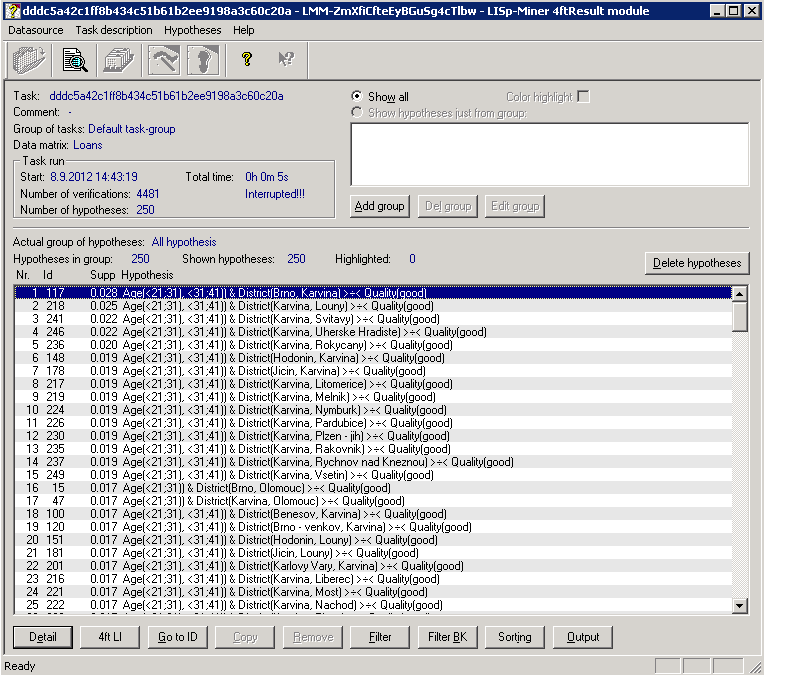 dddc5a42c1ff8b434c51b61b2ee9198a3c60c20a - LMM-ZmXfiCfteEyBGuSg4cTlbw - LISp-Miner 4ftResult module
Datasource Task description Hypotheses Help
Task: dddc5a42c1ff8b434c51b61b2ee9198a3c60c20a
Comment: -
Group of tasks: Default task-group
Data matrix: Loans
Task run
Start: 8.9.2012 14:43:19 Total time: 0h 0m 5s
Number of verifications: 4481 Interrupted!!!
Number of hypotheses: 250
Show all Color highlight
Show hypotheses just from group:
Add group Del group Edit group
Actual group of hypotheses: All hypothesis
Hypotheses in group: 250 Shown hypotheses: 250 Highlighted: 0
Delete hypotheses
Nr. Id Supp Hypothesis
1 117 0.028 Age(<21;31), <31;41)) & District(Brno, Karvina) >÷< Quality(good)
2 218 0.025 Age(<21;31), <31;41)) & District(Karvina, Louny) >÷< Quality(good)
3 241 0.022 Age(<21;31), <31;41)) & District(Karvina, Svitavy) >÷< Quality(good)
4 246 0.022 Age(<21;31), <31;41)) & District(Karvina, Uherske Hradiste) >÷< Quality(good)
5 236 0.020 Age(<21;31), <31;41)) & District(Karvina, Rokycany) >÷< Quality(good)
6 148 0.019 Age(<21;31), <31;41)) & District(Hodonin, Karvina) >÷< Quality(good)
7 178 0.019 Age(<21;31), <31;41)) & District(Jicin, Karvina) >÷< Quality(good)
8 217 0.019 Age(<21;31), <31;41)) & District(Karvina, Litomerice) >÷< Quality(good)
9 219 0.019 Age(<21;31), <31;41)) & District(Karvina, Melnik) >÷< Quality(good)
10 224 0.019 Age(<21;31), <31;41)) & District(Karvina, Nymburk) >÷< Quality(good)
11 226 0.019 Age(<21;31), <31;41)) & District(Karvina, Pardubice) >÷< Quality(good)
12 230 0.019 Age(<21;31), <31;41)) & District(Karvina, Plzen - jih) >÷< Quality(good)
13 235 0.019 Age(<21;31), <31;41)) & District(Karvina, Rakovnik) >÷< Quality(good)
14 237 0.019 Age(<21;31), <31;41)) & District(Karvina, Rychnov nad Kneznou) >÷< Quality(good)
15 249 0.019 Age(<21;31), <31;41)) & District(Karvina, Vsetin) >÷< Quality(good)
16 15 0.017 Age(<21;31)) & District(Brno, Olomouc) >÷< Quality(good)
17 47 0.017 Age(<21;31)) & District(Karvina, Olomouc) >÷< Quality(good)
18 100 0.017 Age(<21;31), <31;41)) & District(Benesov, Karvina) >÷< Quality(good)
19 120 0.017 Age(<21;31), <31;41)) & District(Brno - venkov, Karvina) >÷< Quality(good)
20 151 0.017 Age(<21;31), <31;41)) & District(Hodonin, Louny) >÷< Quality(good)
21 181 0.017 Age(<21;31), <31;41)) & District(Jicin, Louny) >÷< Quality(good)
22 201 0.017 Age(<21;31), <31;41)) & District(Karlovy Vary, Karvina) >÷< Quality(good)
23 216 0.017 Age(<21;31), <31;41)) & District(Karvina, Liberec) >÷< Quality(good)
24 221 0.017 Age(<21;31), <31;41)) & District(Karvina, Most) >÷< Quality(good)
25 222 0.017 Age(<21;31), <31;41)) & District(Karvina, Nachod) >÷< Quality(good)
Detail 4ft LI Go to ID Copy Remove Filter Filter BK Sorting Output
Ready